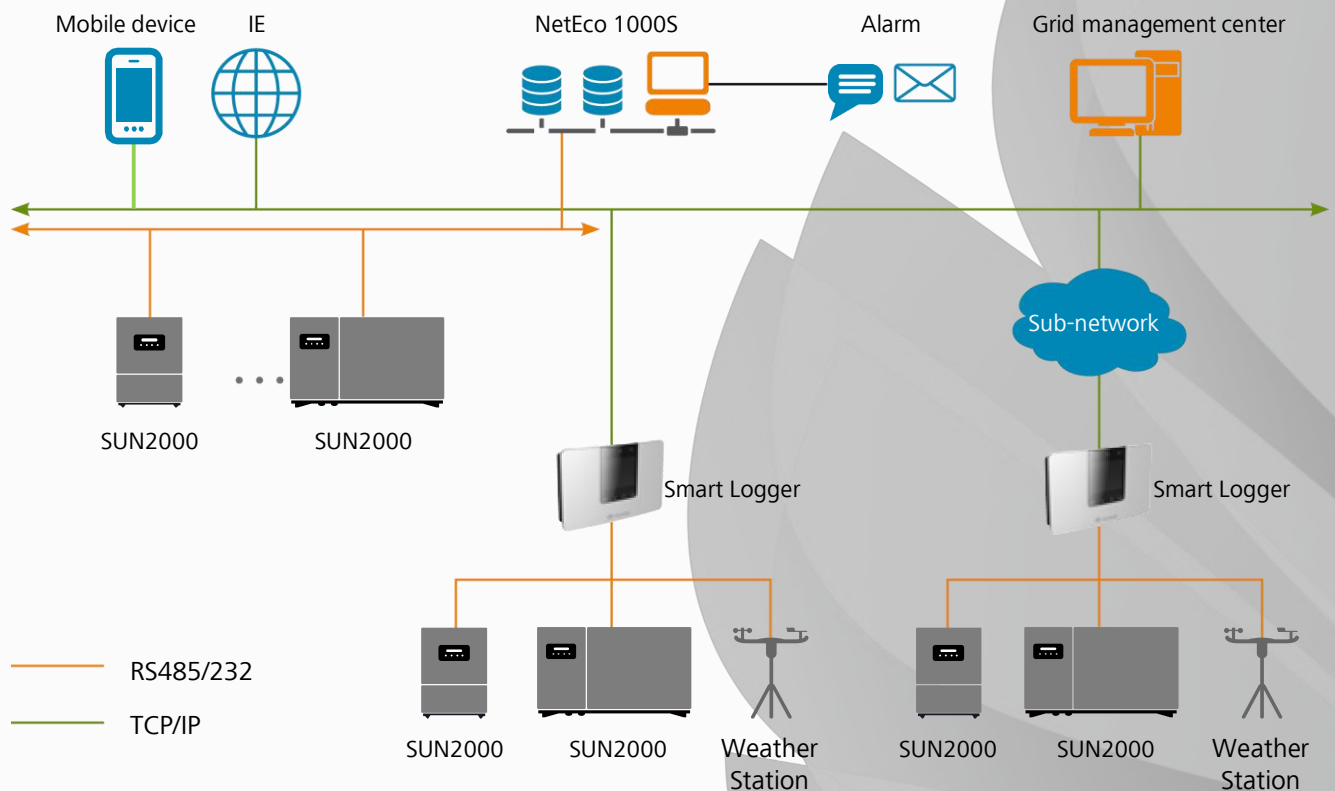 Mobile device
IE
NetEco 1000S
Alarm
Grid management center
Sub-network
SUN2000
SUN2000
Smart Logger
Smart Logger
RS485/232
TCP/IP
SUN2000
SUN2000
Weather
Station
SUN2000
SUN2000
Weather
Station